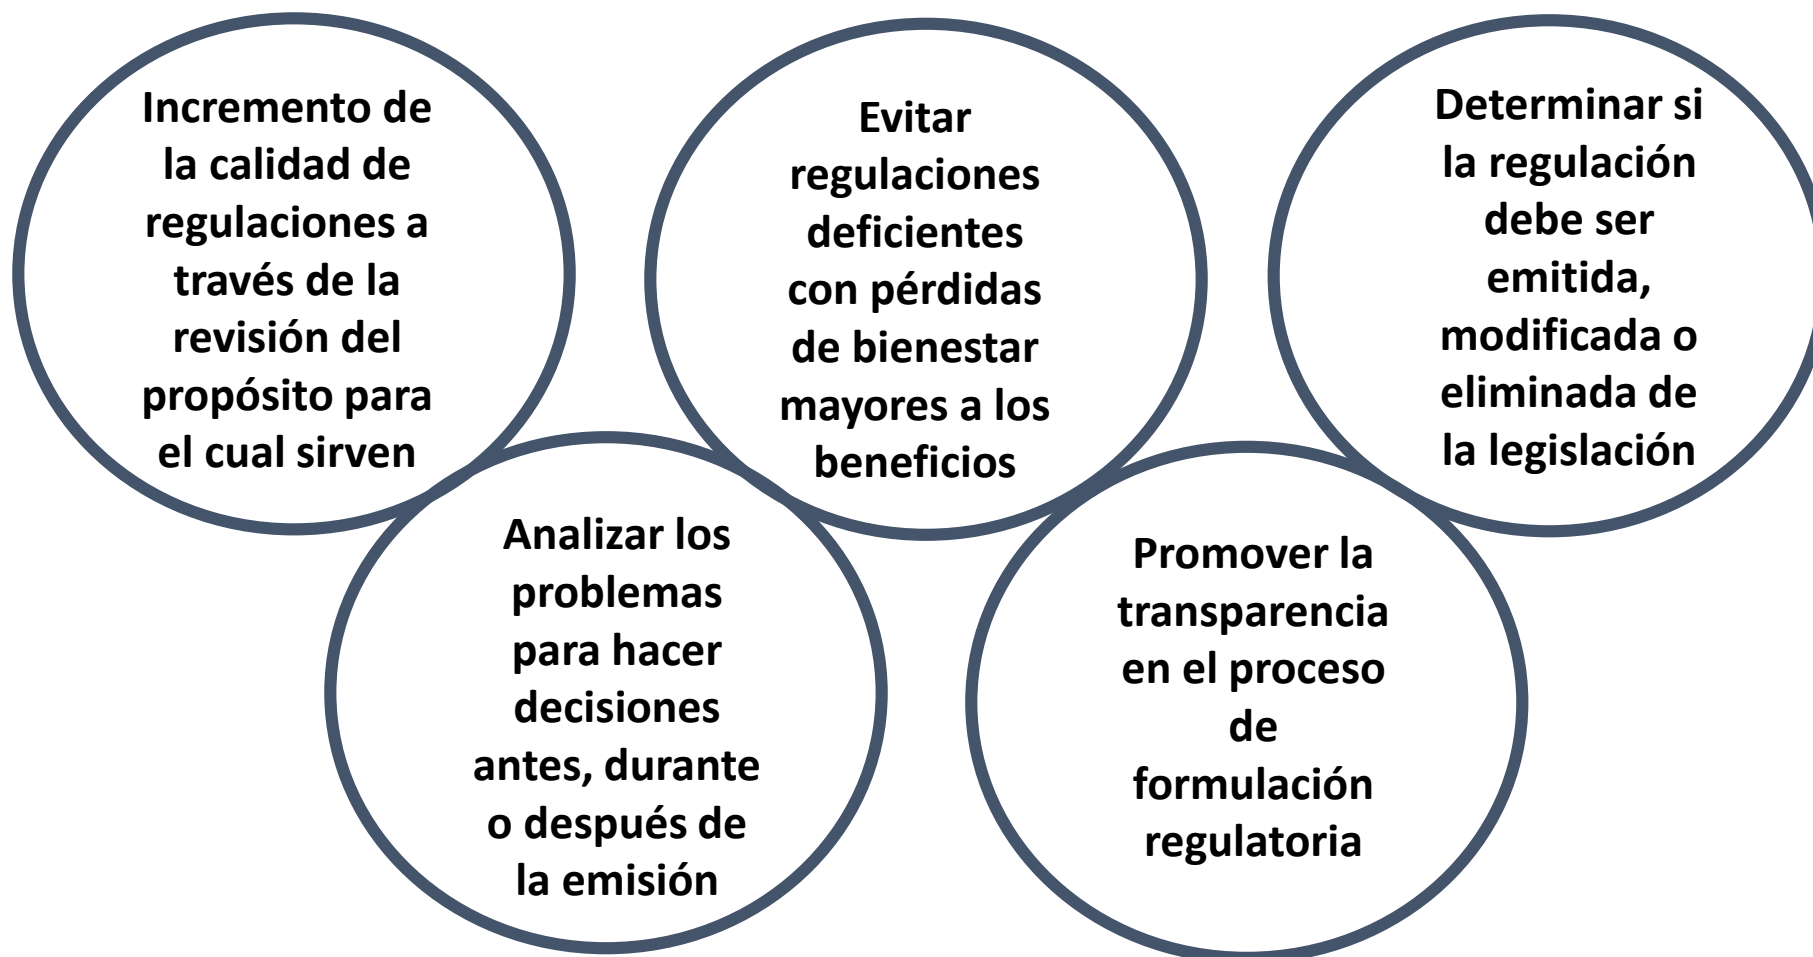 Incremento de
la calidad de
regulaciones a
través de la
revisión del
propósito para
el cual sirven
Analizar los
problemas
para hacer
decisiones
antes, durante
o después de
la emisión
Evitar
regulaciones
deficientes
con pérdidas
de bienestar
mayores a los
beneficios
Promover la
transparencia
en el proceso
de
formulación
regulatoria
Determinar si
la regulación
debe ser
emitida,
modificada o
eliminada de
la legislación